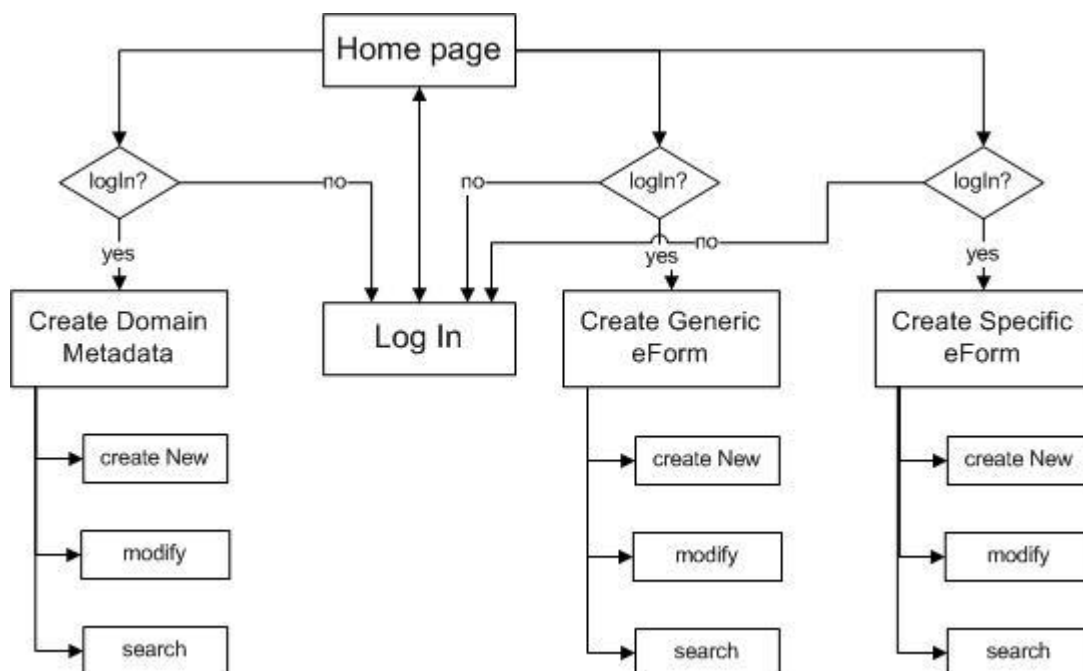 Home page
logIn?
logIn?
logIn?
no
no
no
yes
yes
yes
Create Domain
Metadata
Log In
Create Generic
eForm
Create Specific
eForm
create New
create New
create New
modify
modify
modify
search
search
search